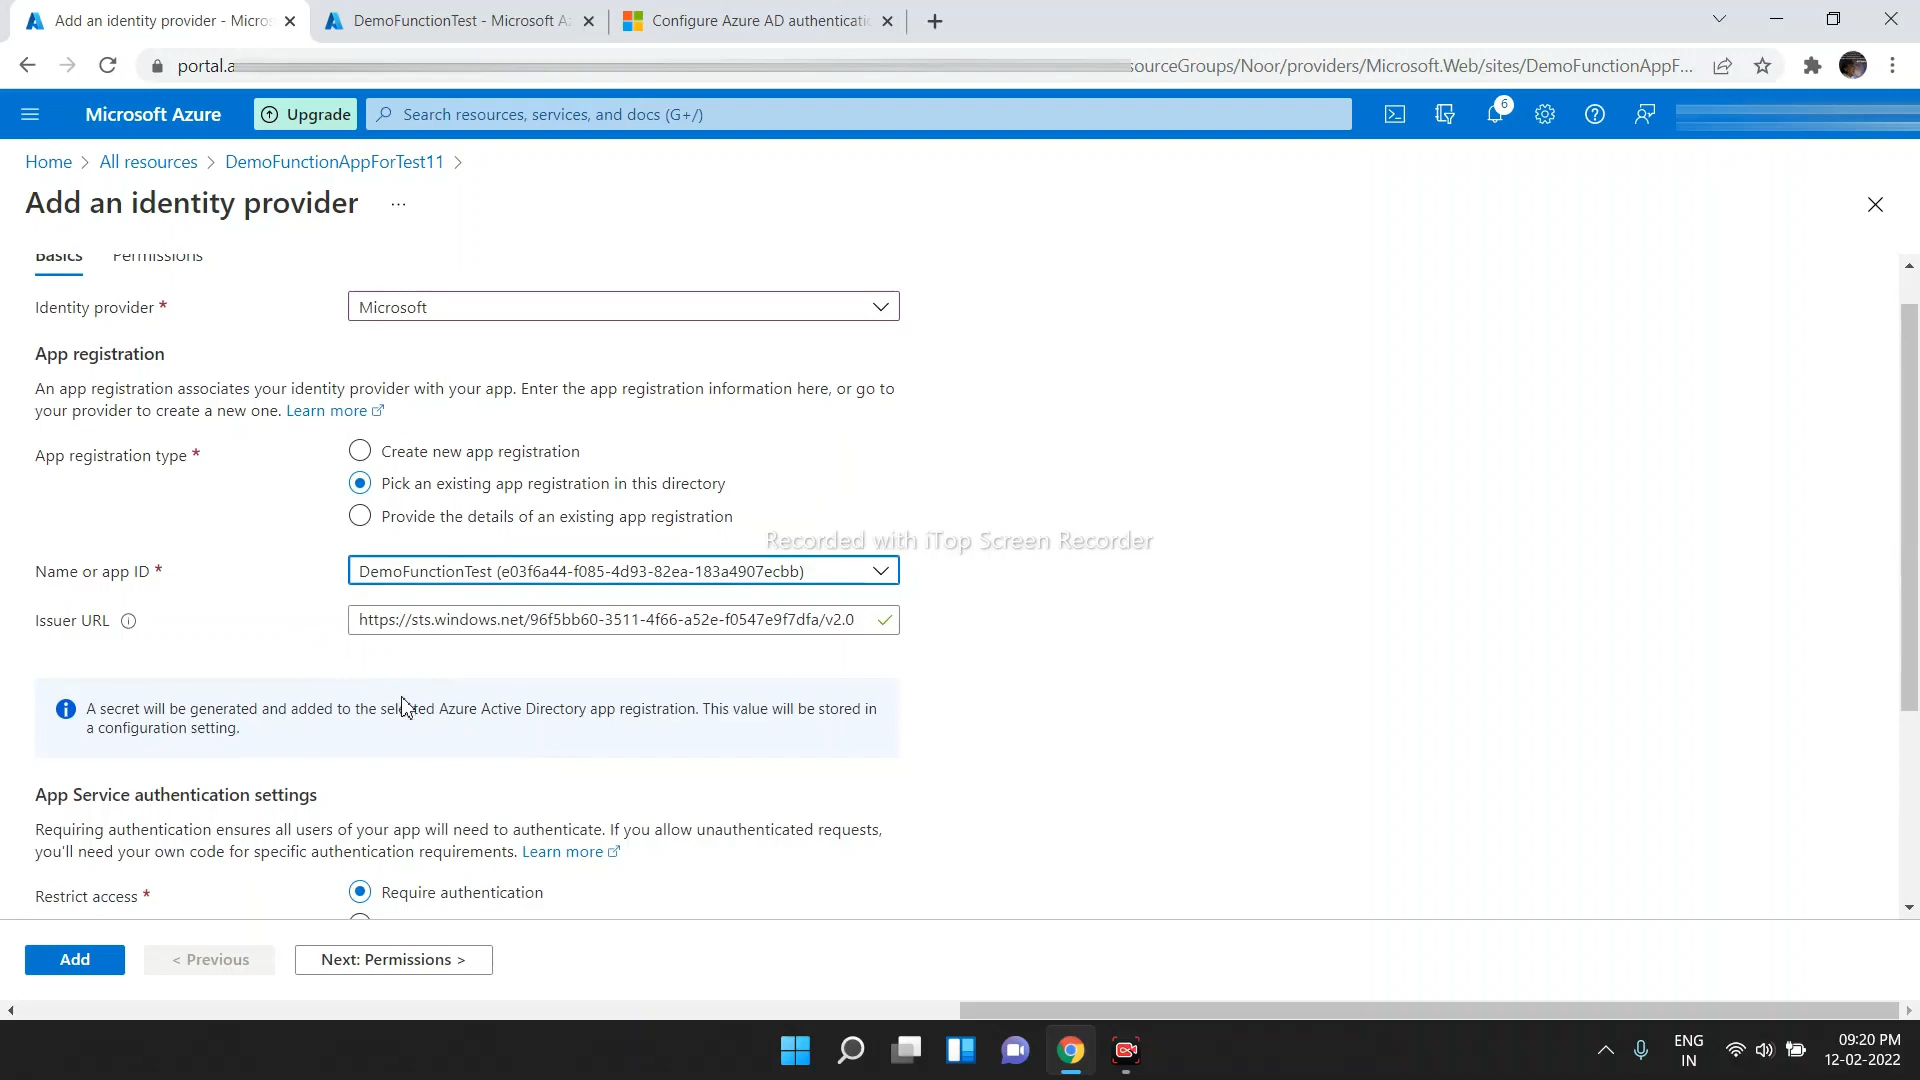 Add an identity provider - Micros
DemoFunctionTest - Microsoft Az
Configure Azure AD authenticatio
portal.a
sourceGroups/Noor/providers/Microsoft.Web/sites/DemoFunctionAppF...
Microsoft Azure
Upgrade
Search resources, services, and docs (G+/)
6
Home > All resources > DemoFunctionAppForTest11 >
Add an identity provider ...
Basics Permissions
Identity provider *
Microsoft
App registration
An app registration associates your identity provider with your app. Enter the app registration information here, or go to
your provider to create a new one. Learn more
App registration type *
Create new app registration
Pick an existing app registration in this directory
Provide the details of an existing app registration
Recorded with iTop Screen Recorder
Name or app ID *
DemoFunctionTest (e03f6a44-f085-4d93-82ea-183a4907ecbb)
Issuer URL
https://sts.windows.net/96f5bb60-3511-4f66-a52e-f0547e9f7dfa/v2.0
A secret will be generated and added to the selected Azure Active Directory app registration. This value will be stored in
a configuration setting.
App Service authentication settings
Requiring authentication ensures all users of your app will need to authenticate. If you allow unauthenticated requests,
you'll need your own code for specific authentication requirements. Learn more
Restrict access *
Require authentication
Add
< Previous
Next: Permissions >
ENG
IN
09:20 PM
12-02-2022